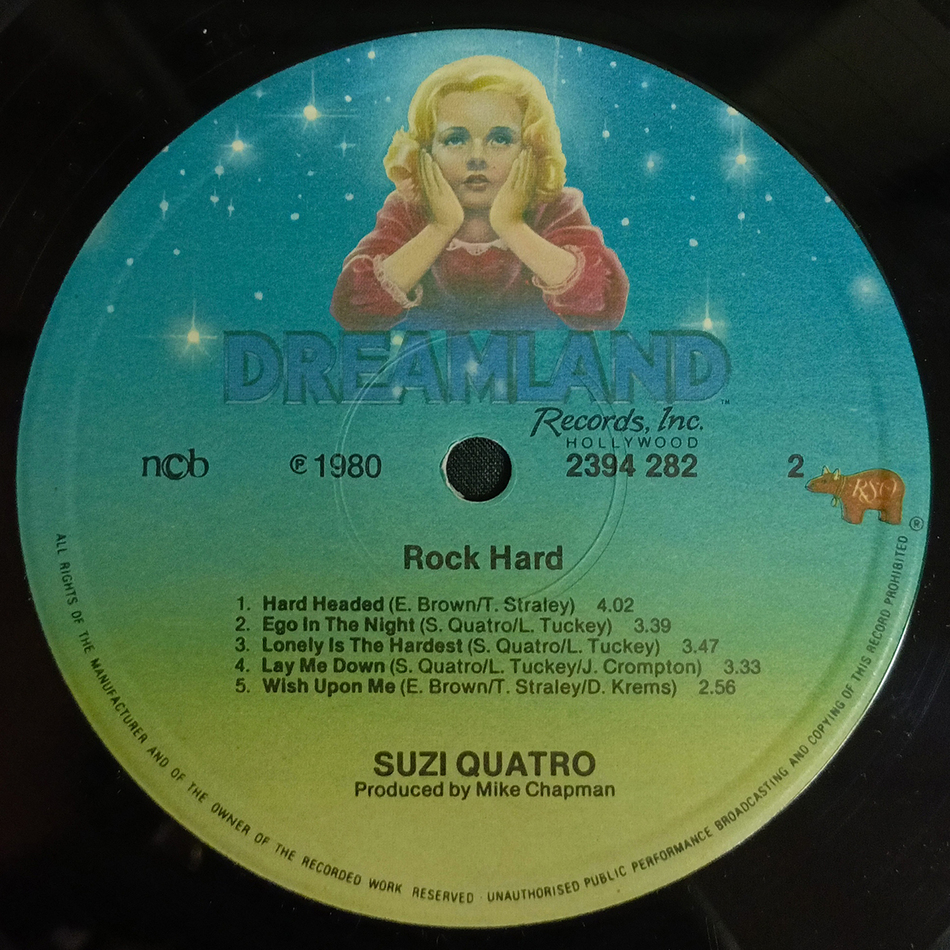 DREAMLAND™
Records, Inc.
HOLLYWOOD
ncb ℗ 1980 2394 282 2 RSO ®
Rock Hard
1. Hard Headed (E. Brown/T. Straley) 4.02
2. Ego In The Night (S. Quatro/L. Tuckey) 3.39
3. Lonely Is The Hardest (S. Quatro/L. Tuckey) 3.47
4. Lay Me Down (S. Quatro/L. Tuckey/J. Crompton) 3.33
5. Wish Upon Me (E. Brown/T. Straley/D. Krems) 2.56
SUZI QUATRO
Produced by Mike Chapman
ALL RIGHTS OF THE MANUFACTURER AND OF THE OWNER OF THE RECORDED WORK RESERVED · UNAUTHORISED PUBLIC PERFORMANCE BROADCASTING AND COPYING OF THIS RECORD PROHIBITED